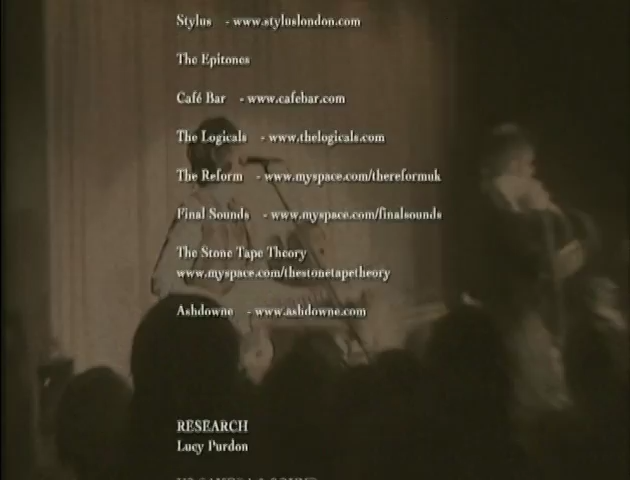 Stylus - www.styluslondon.com
The Epitones
Café Bar - www.cafebar.com
The Logicals - www.thelogicals.com
The Reform - www.myspace.com/thereformuk
Final Sounds - www.myspace.com/finalsounds
The Stone Tape Theory
www.myspace.com/thestonetapetheory
Ashdowne - www.ashdowne.com
RESEARCH
Lucy Purdon